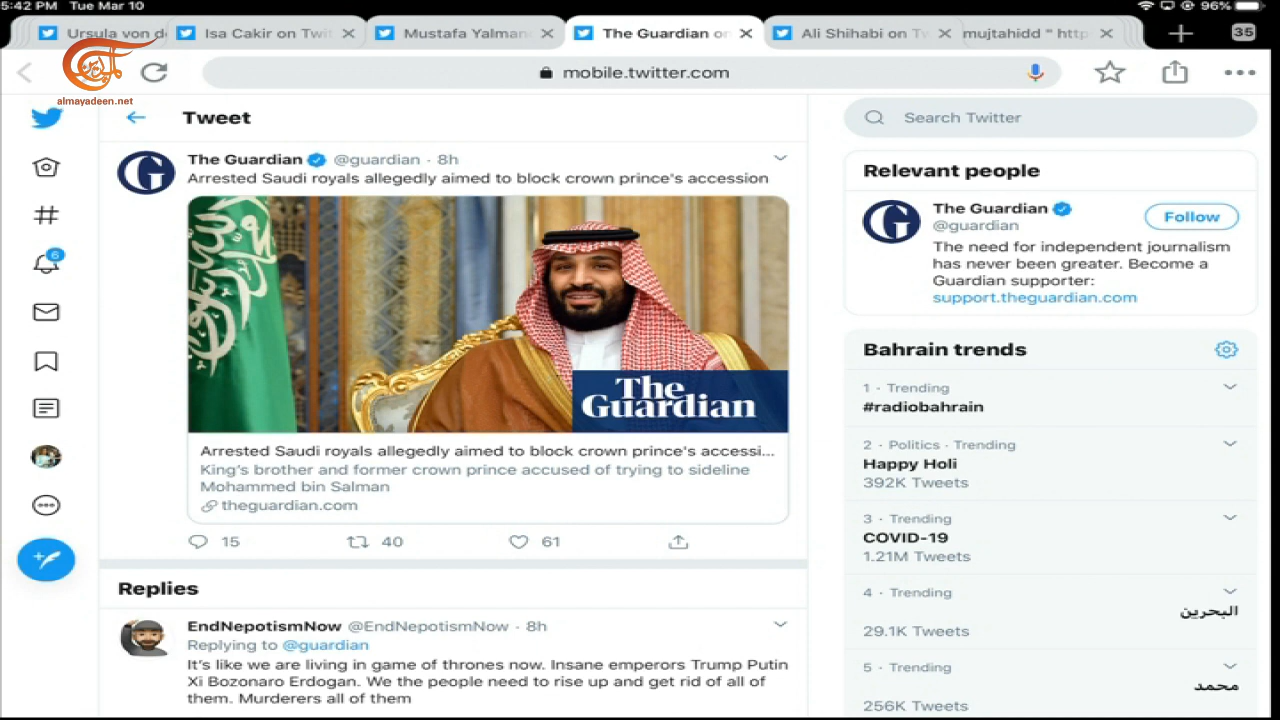 5:42 PM Tue Mar 10
96%
Ursula von de
Isa Cakir on Twit
Mustafa Yalman
The Guardian on
Ali Shihabi on Tw
mujtahidd " http
35
الميادين
almayadeen.net
mobile.twitter.com
Tweet
The Guardian @guardian · 8h
Arrested Saudi royals allegedly aimed to block crown prince's accession
The
Guardian
Arrested Saudi royals allegedly aimed to block crown prince's accessi...
King's brother and former crown prince accused of trying to sideline
Mohammed bin Salman
theguardian.com
15
40
61
Replies
EndNepotismNow @EndNepotismNow · 8h
Replying to @guardian
It's like we are living in game of thrones now. Insane emperors Trump Putin
Xi Bozonaro Erdogan. We the people need to rise up and get rid of all of
them. Murderers all of them
6
Search Twitter
Relevant people
The Guardian
@guardian
Follow
The need for independent journalism
has never been greater. Become a
Guardian supporter:
support.theguardian.com
Bahrain trends
1 · Trending
#radiobahrain
2 · Politics · Trending
Happy Holi
392K Tweets
3 · Trending
COVID-19
1.21M Tweets
4 · Trending
البحرين
29.1K Tweets
5 · Trending
محمد
256K Tweets